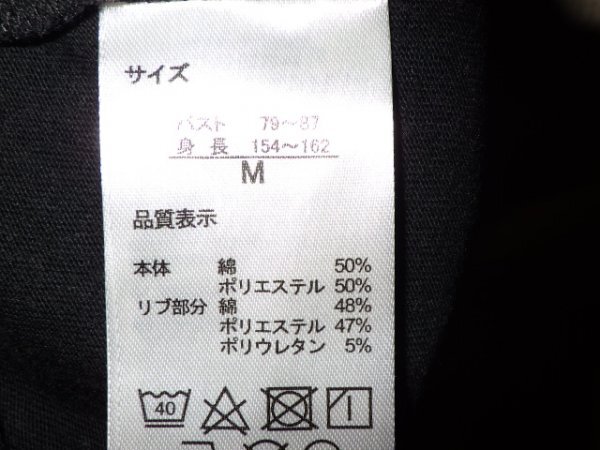 サイズ
バスト 79〜87
身長 154〜162
M
品質表示
本体 綿 50%
ポリエステル 50%
リブ部分 綿 48%
ポリエステル 47%
ポリウレタン 5%
40